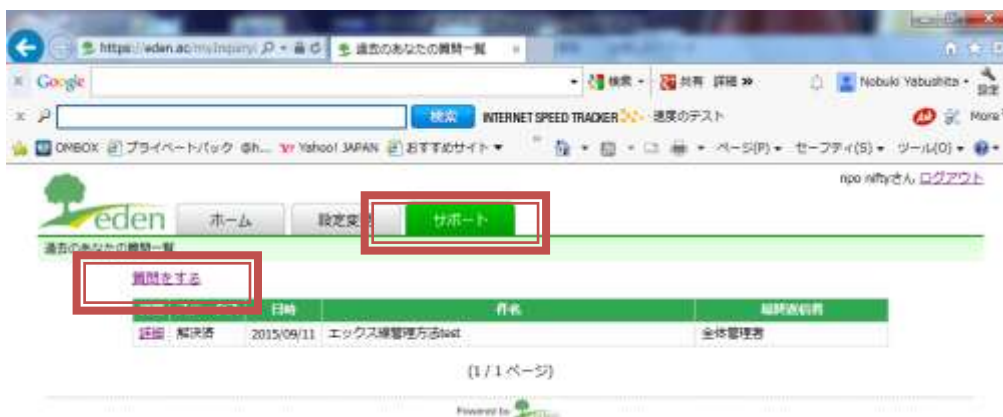 https://eden.ac/myInquiry/
過去のあなたの質問一覧
Google
検索
共有 詳細 »
Nobuki Yabushita
設定
検索
INTERNET SPEED TRACKER
速度のテスト
More
OMBOX
プライベートバック @h...
Yahoo! JAPAN
おすすめサイト
ページ(P)
セーフティ(S)
ツール(O)
npo niftyさん ログアウト
eden
ホーム
設定変
サポート
過去のあなたの質問一覧
質問をする
日時
件名
最終返信者
詳細 解決済 2015/09/11 エックス線管理方法test 全体管理者
(1 / 1 ページ)
Powered by